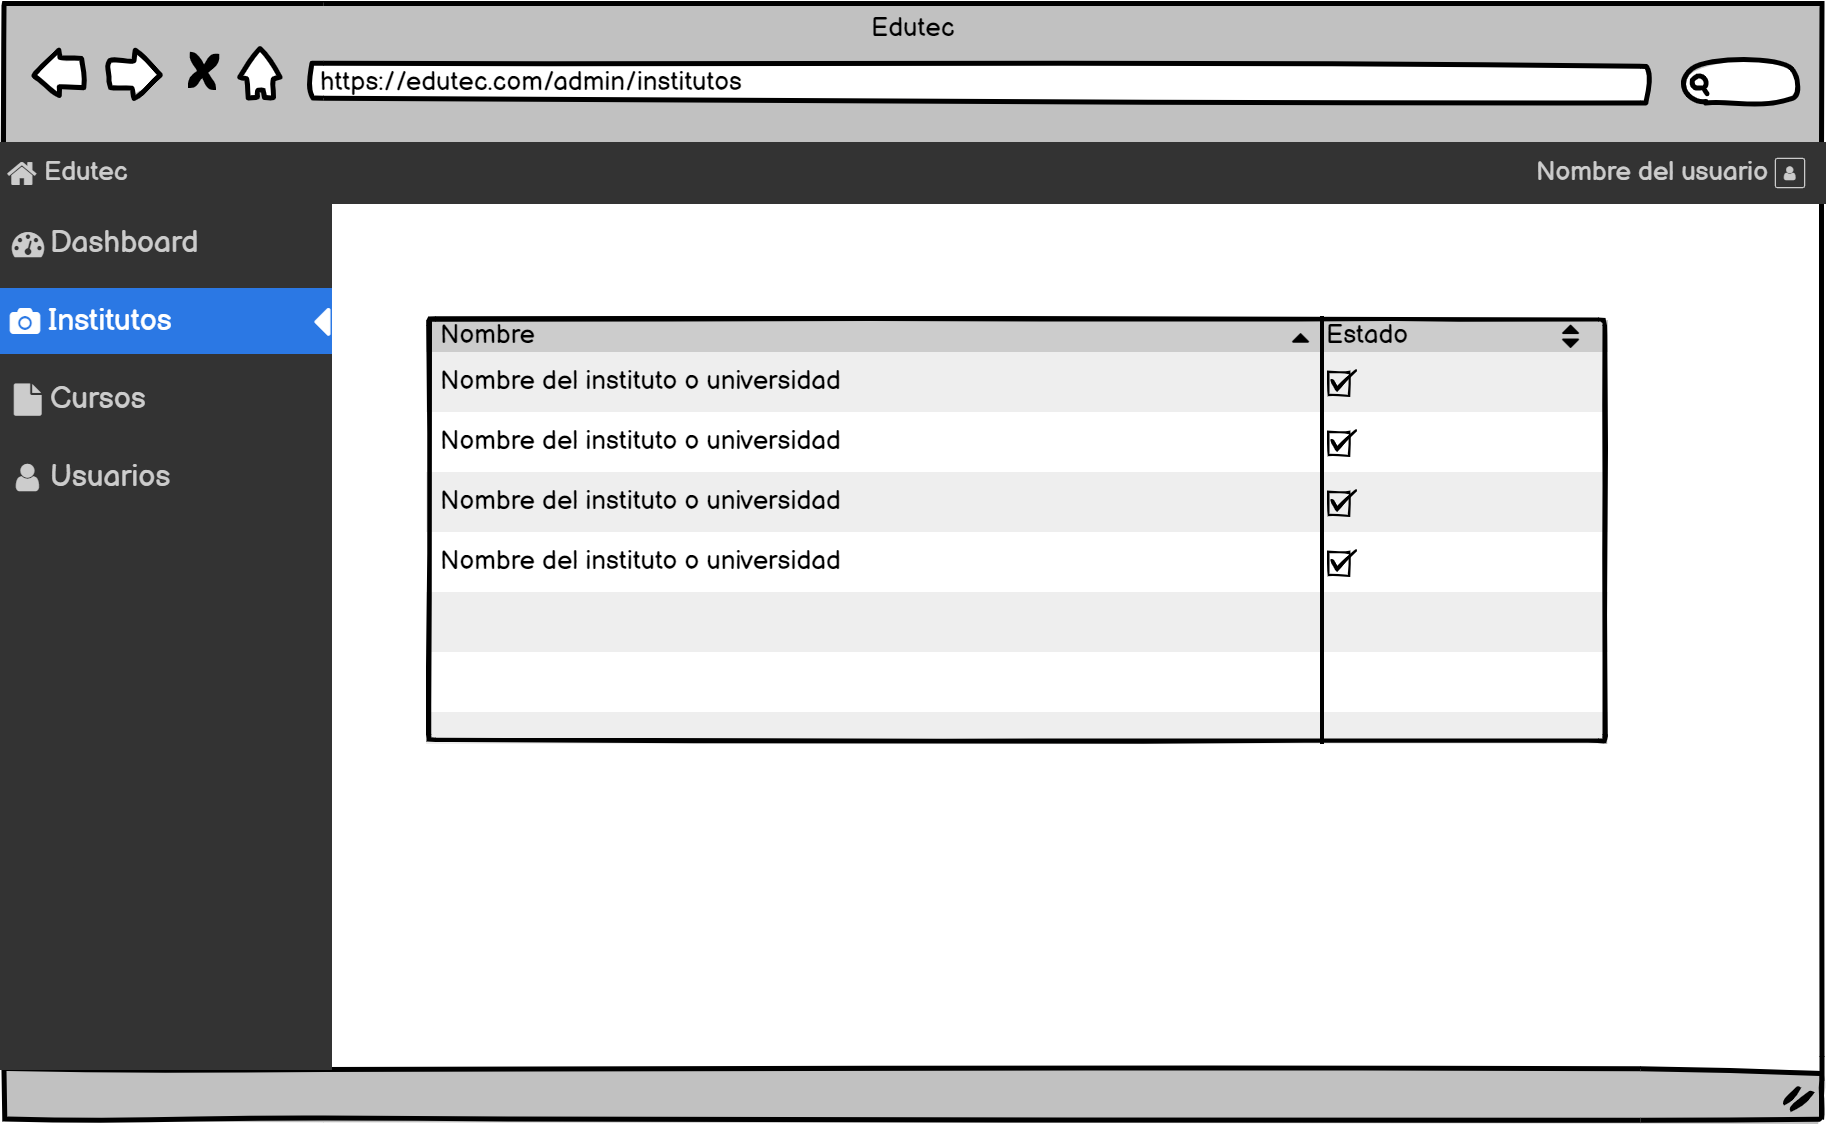 Edutec
https://edutec.com/admin/institutos
Edutec
Nombre del usuario
Dashboard
Institutos
Cursos
Usuarios
Nombre Estado
Nombre del instituto o universidad
Nombre del instituto o universidad
Nombre del instituto o universidad
Nombre del instituto o universidad